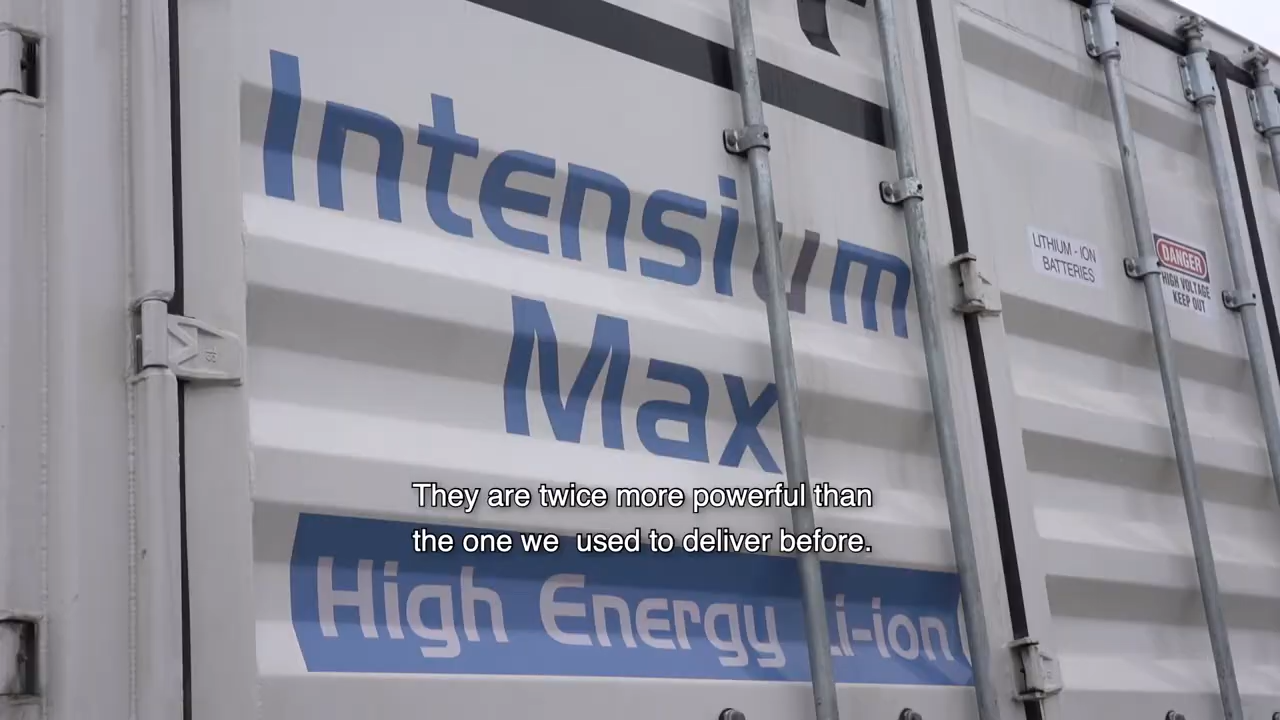 Intensium
Max
High Energy Li-ion
LITHIUM - ION
BATTERIES
DANGER
HIGH VOLTAGE
KEEP OUT
They are twice more powerful than
the one we used to deliver before.